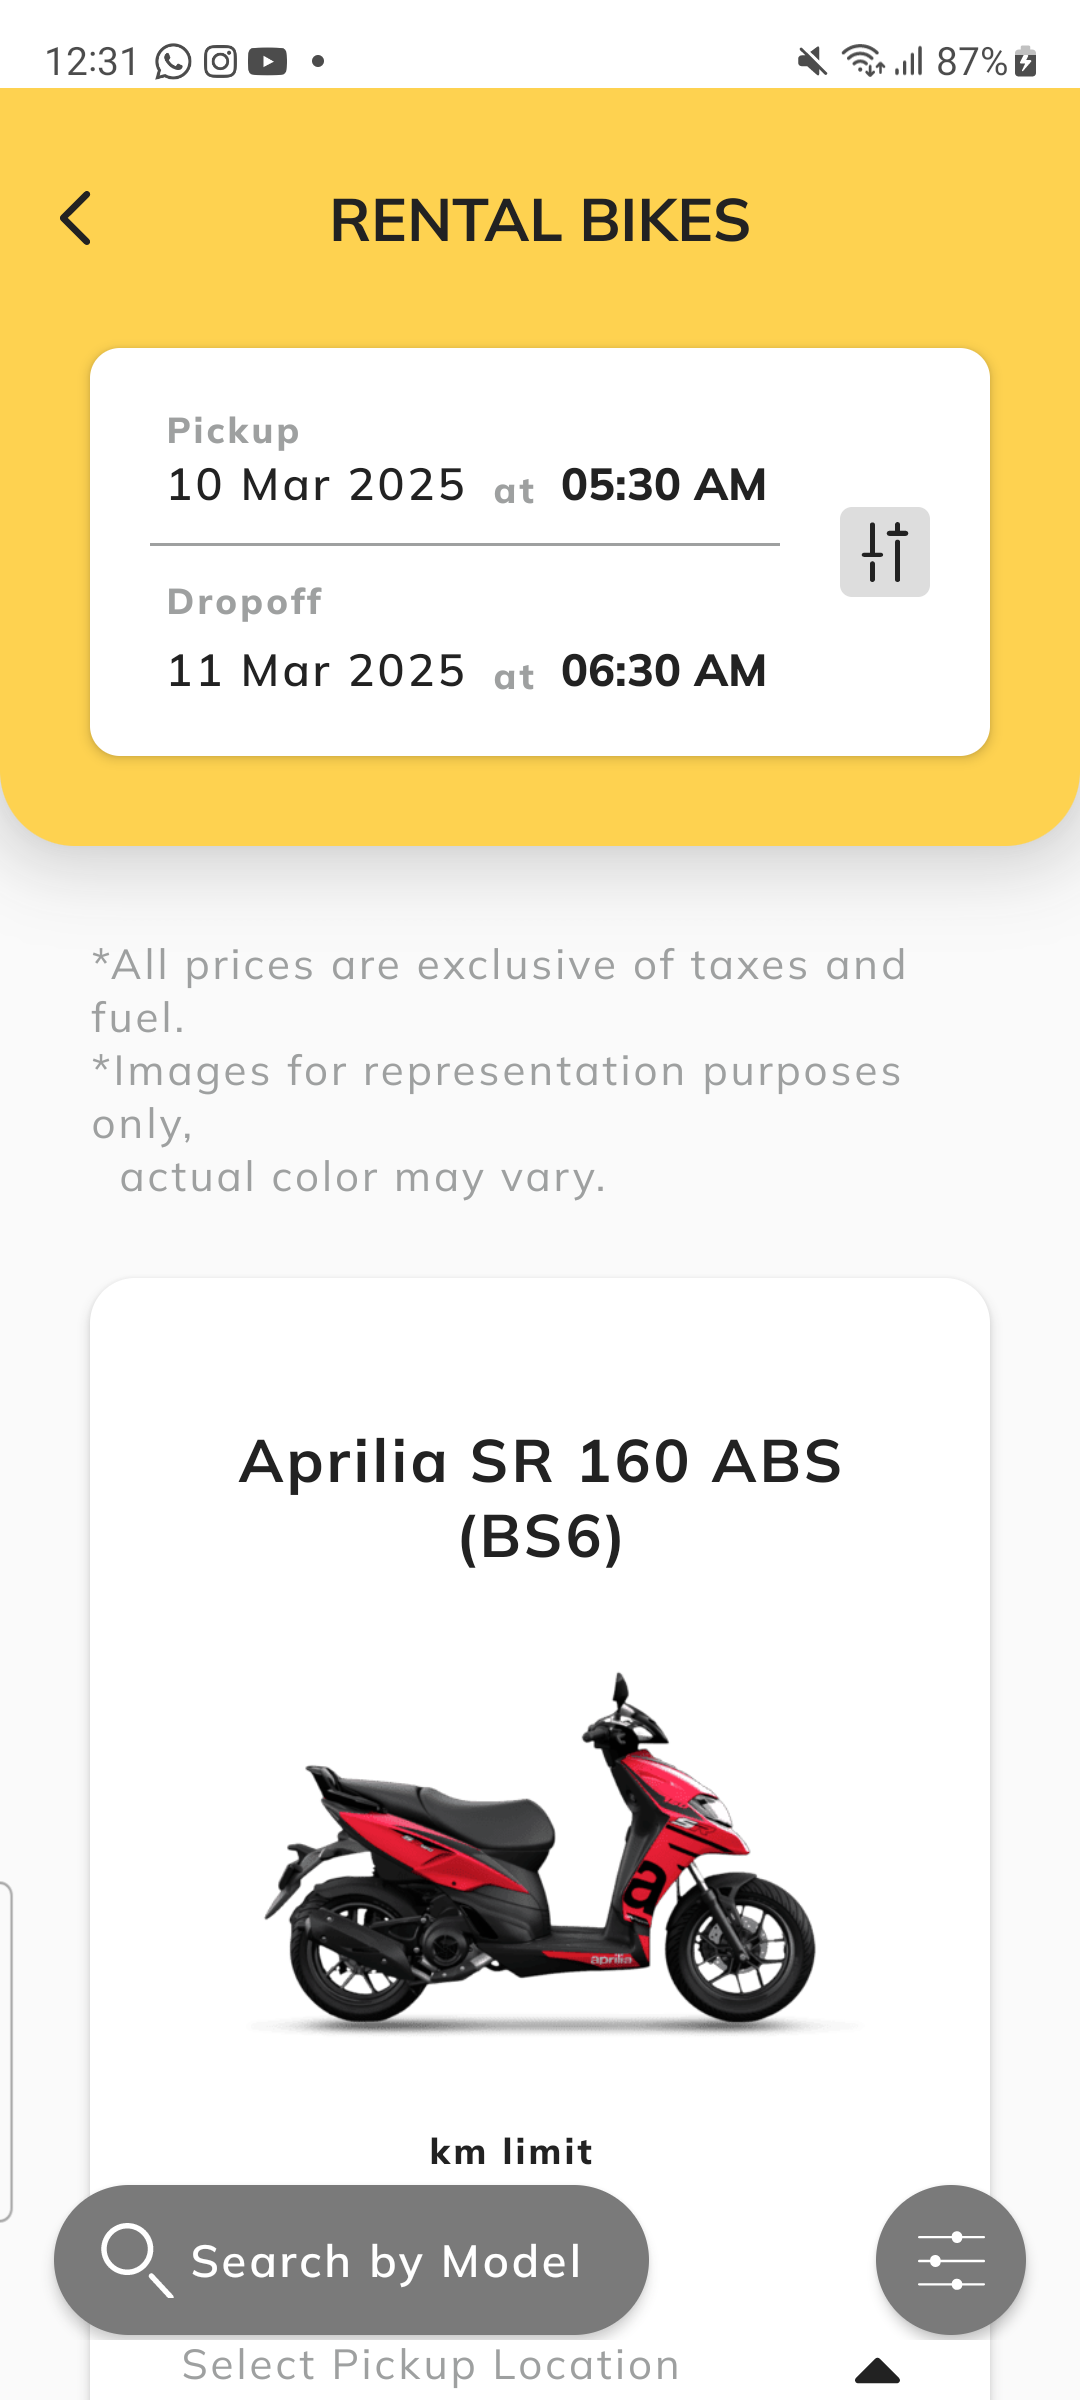 12:31 87%
RENTAL BIKES
Pickup
10 Mar 2025 at 05:30 AM
Dropoff
11 Mar 2025 at 06:30 AM
*All prices are exclusive of taxes and
fuel.
*Images for representation purposes
only,
actual color may vary.
Aprilia SR 160 ABS
(BS6)
SR
a
aprilia
km limit
Search by Model
Select Pickup Location